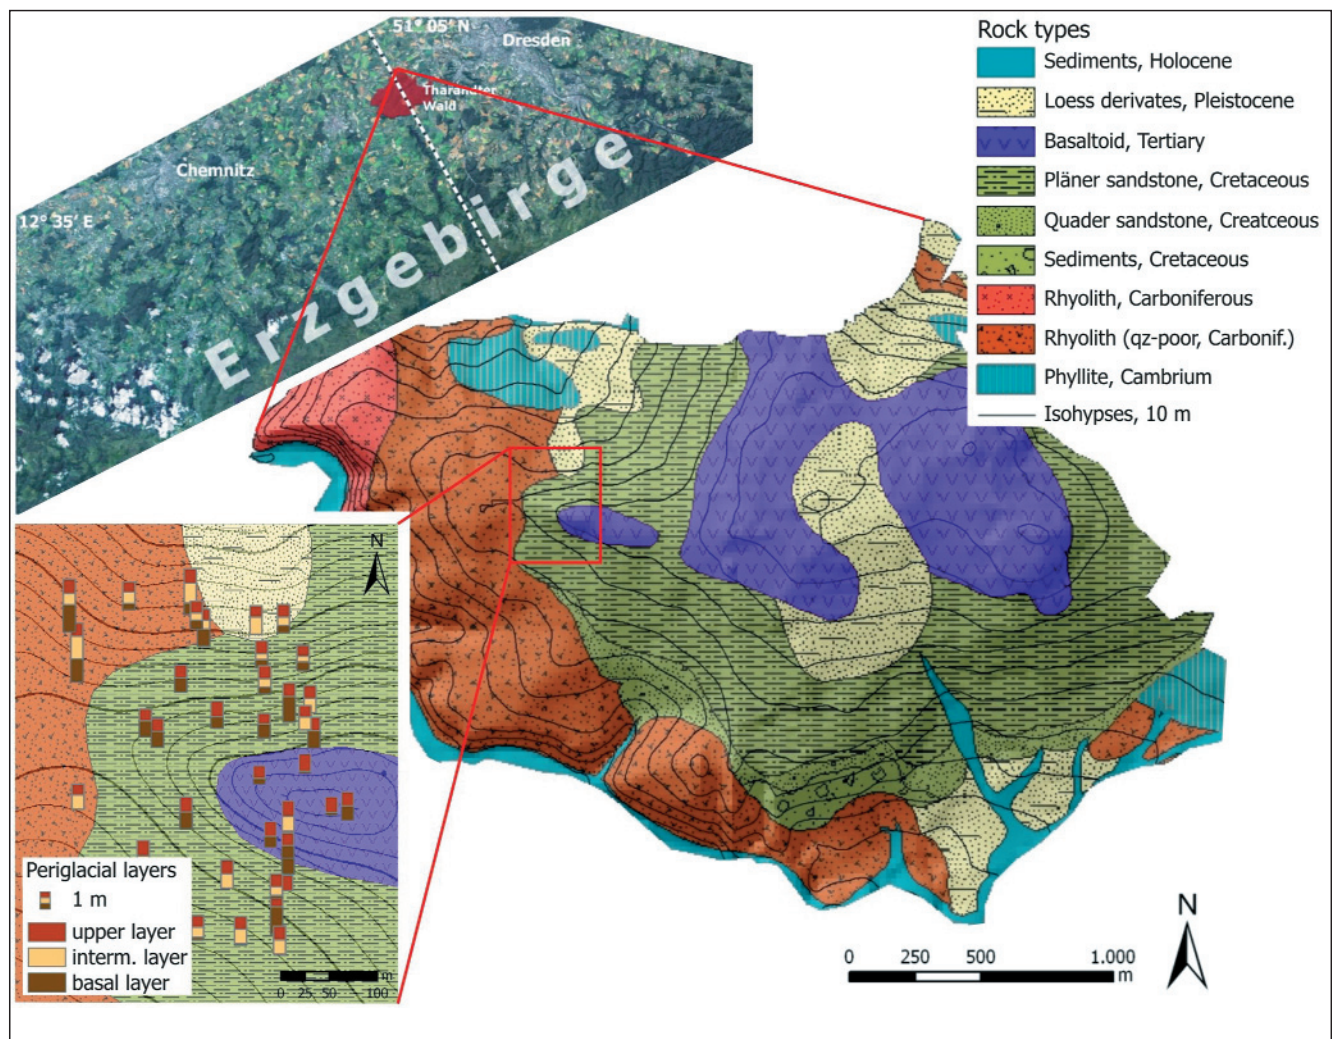 51° 05' N
Dresden
Tharandter
Wald
Chemnitz
12° 35' E
Erzgebirge
Rock types
Sediments, Holocene
Loess derivates, Pleistocene
Basaltoid, Tertiary
Pläner sandstone, Cretaceous
Quader sandstone, Creatceous
Sediments, Cretaceous
Rhyolith, Carboniferous
Rhyolith (qz-poor, Carbonif.)
Phyllite, Cambrium
Isohypses, 10 m
N
Periglacial layers
1 m
upper layer
interm. layer
basal layer
m
0 25 50 100
N
0 250 500 1.000
m